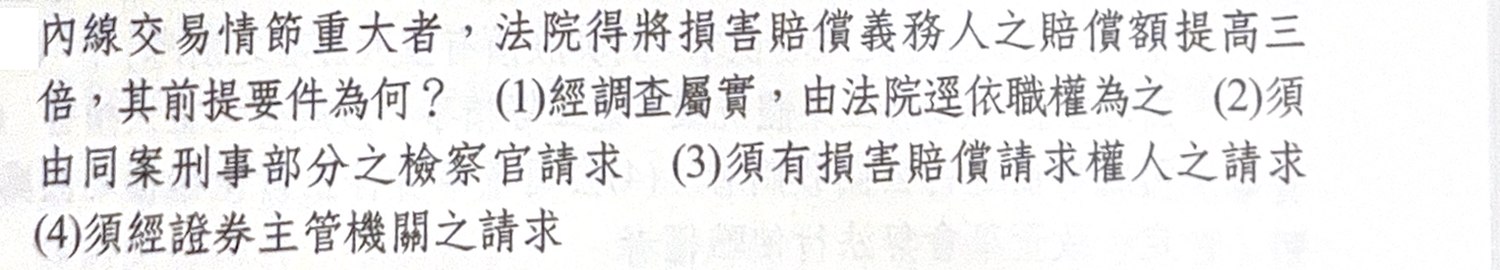 內線交易情節重大者，法院得將損害賠償義務人之賠償額提高三
倍，其前提要件為何？ (1)經調查屬實，由法院逕依職權為之 (2)須
由同案刑事部分之檢察官請求 (3)須有損害賠償請求權人之請求
(4)須經證券主管機關之請求